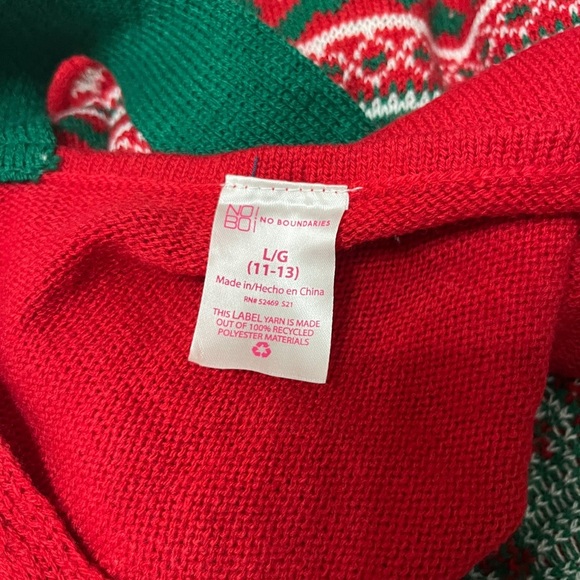 NO
BO
NO BOUNDARIES
L/G
(11-13)
Made in/Hecho en China
RN# 52469 S21
THIS LABEL YARN IS MADE
OUT OF 100% RECYCLED
POLYESTER MATERIALS